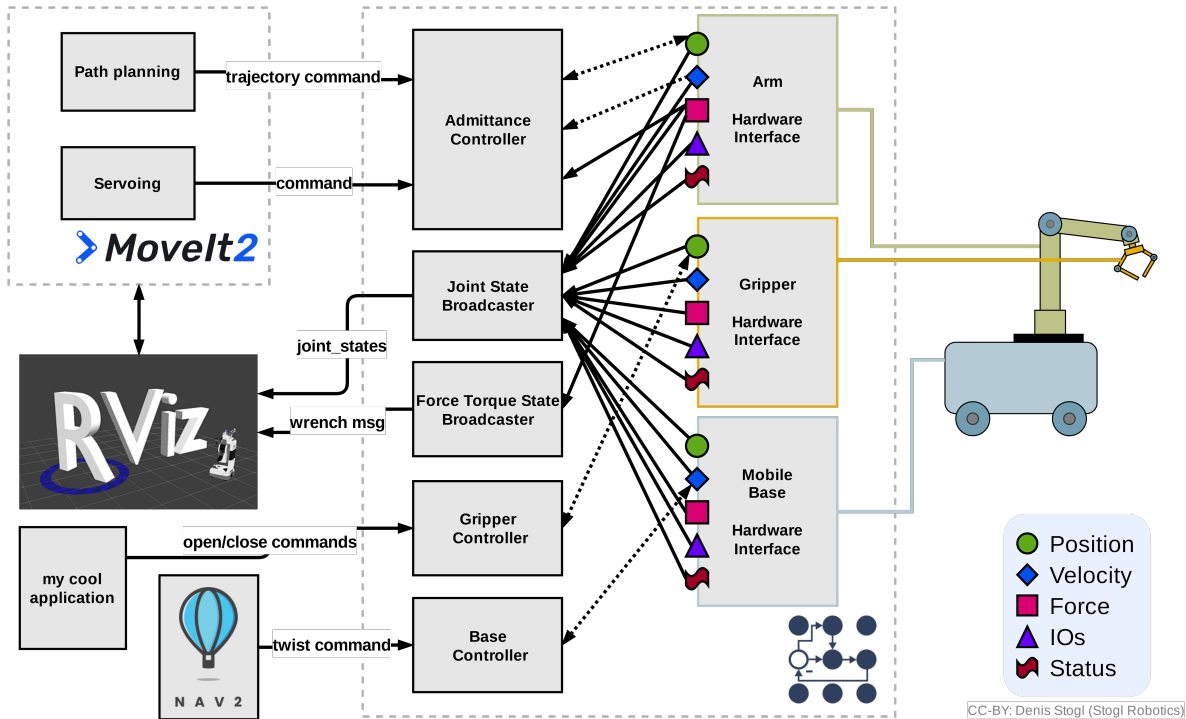 Path planning
trajectory command
Servoing
command
MoveIt2
RViz
my cool
application
open/close commands
NAV2
twist command
joint_states
wrench msg
Admittance
Controller
Joint State
Broadcaster
Force Torque State
Broadcaster
Gripper
Controller
Base
Controller
Arm
Hardware
Interface
Gripper
Hardware
Interface
Mobile
Base
Hardware
Interface
Position
Velocity
Force
IOs
Status
CC-BY: Denis Stogl (Stogl Robotics)